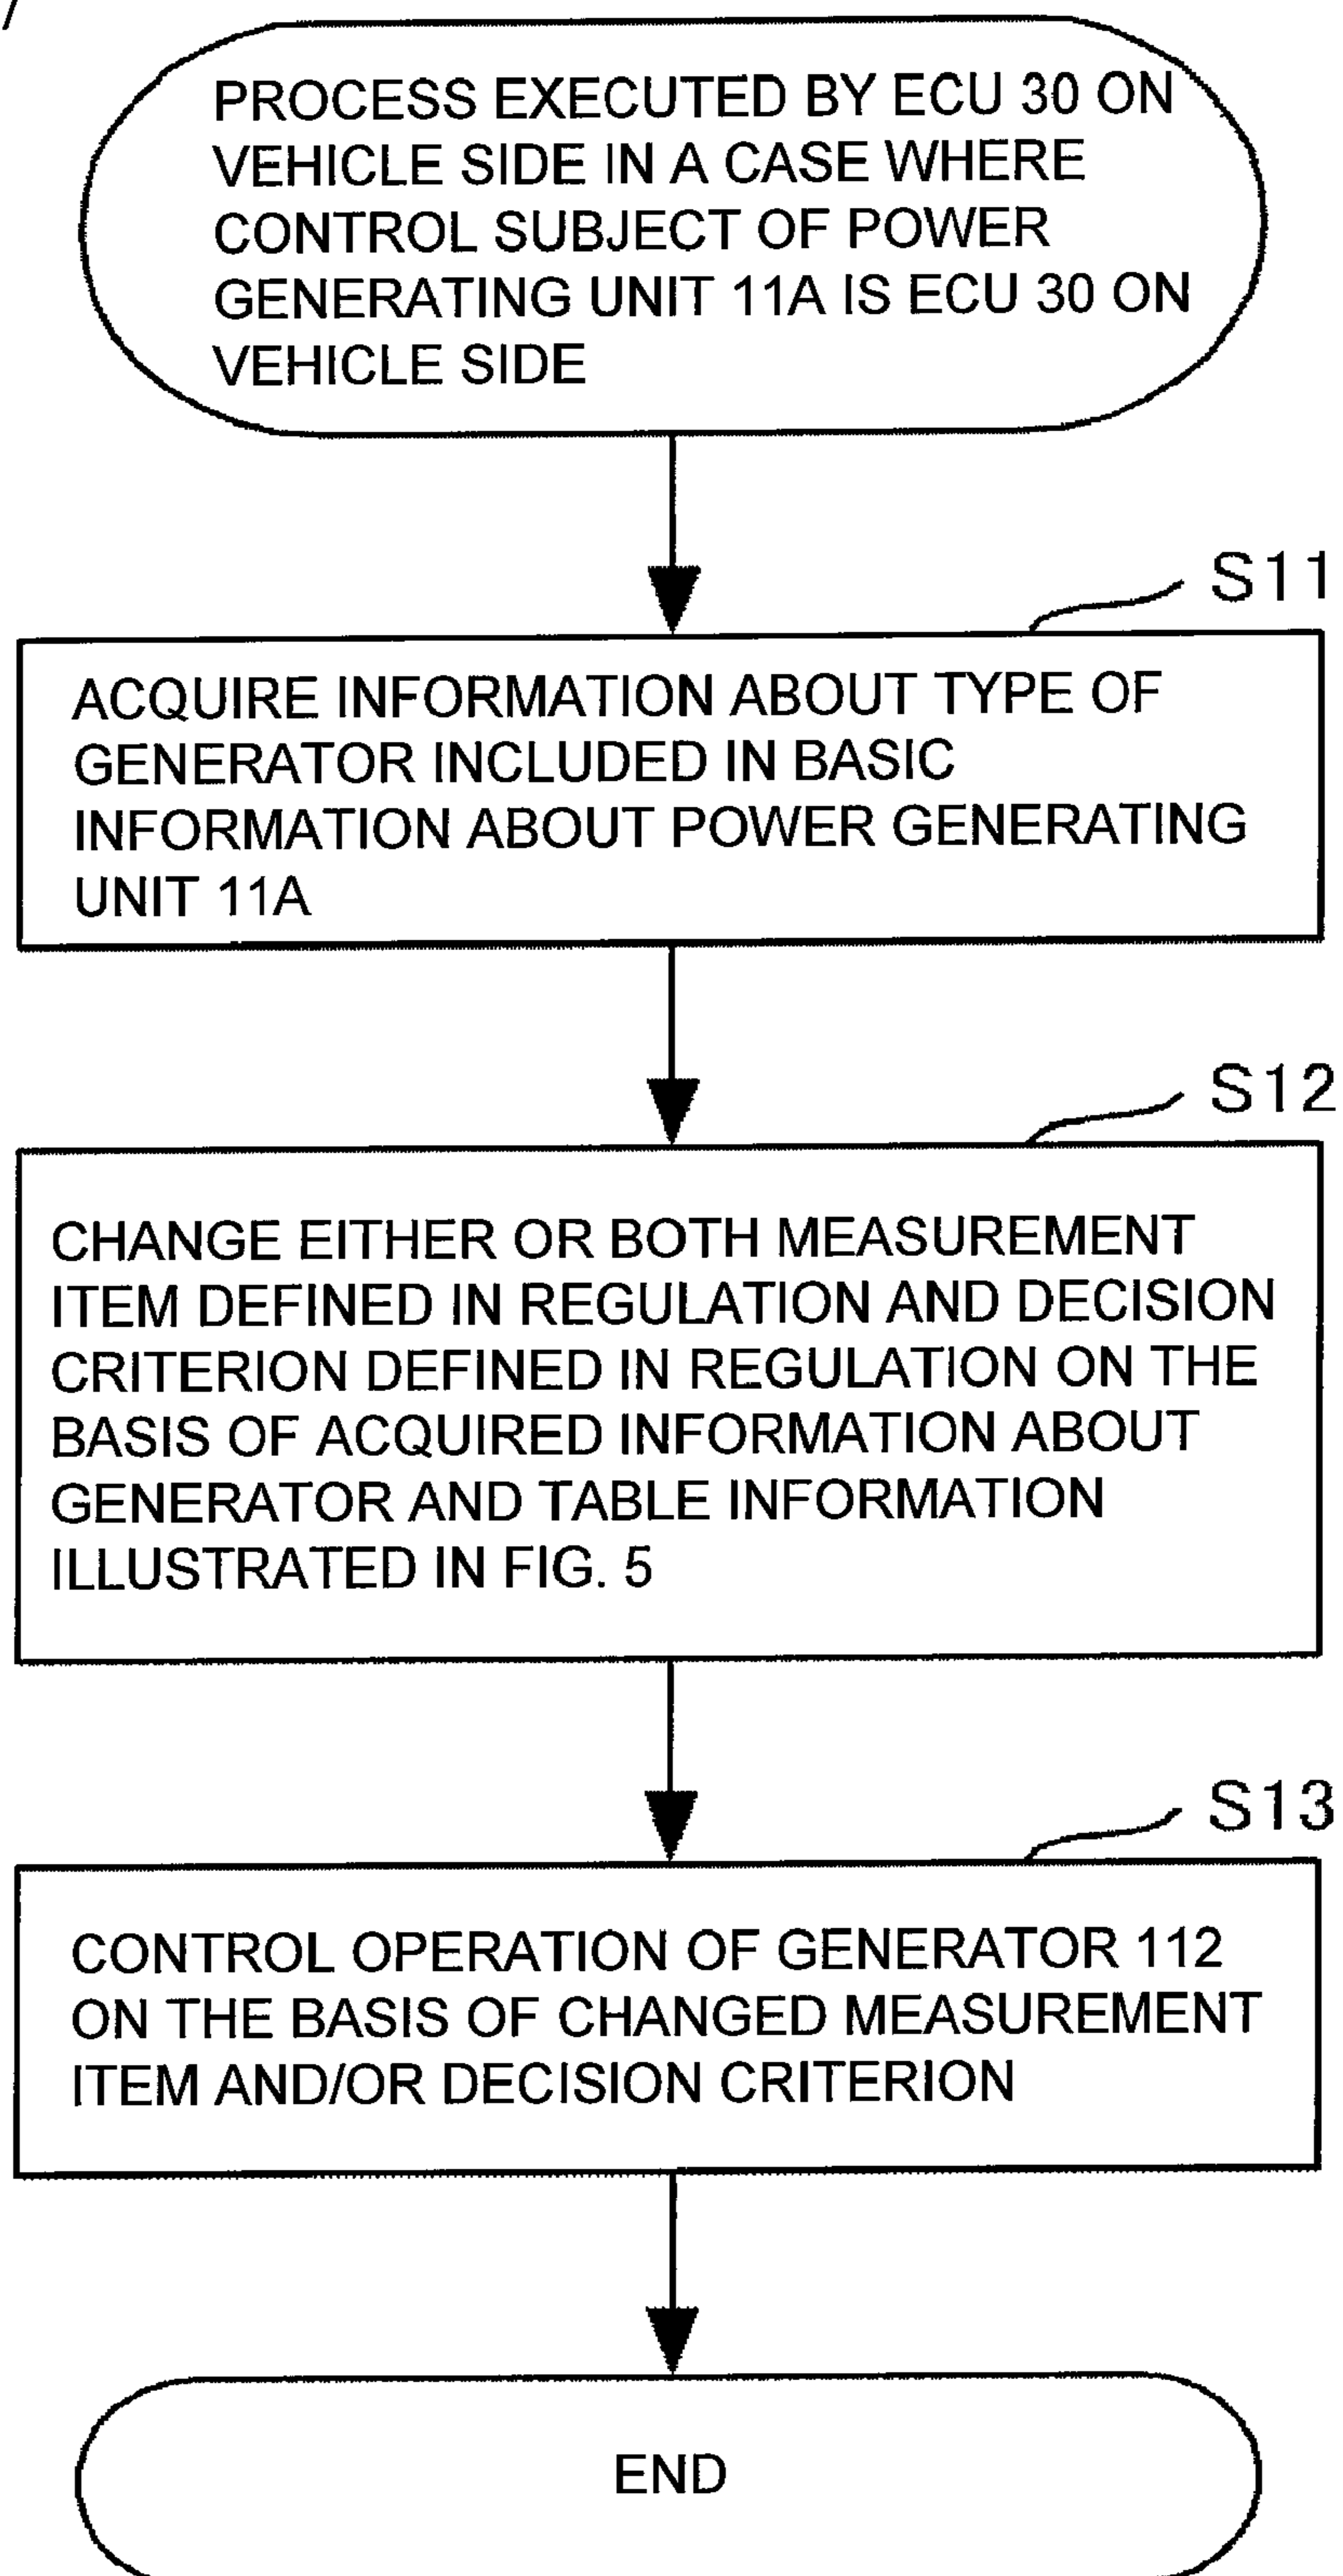 PROCESS EXECUTED BY ECU 30 ON
VEHICLE SIDE IN A CASE WHERE
CONTROL SUBJECT OF POWER
GENERATING UNIT 11A IS ECU 30 ON
VEHICLE SIDE
S11
ACQUIRE INFORMATION ABOUT TYPE OF
GENERATOR INCLUDED IN BASIC
INFORMATION ABOUT POWER GENERATING
UNIT 11A
S12
CHANGE EITHER OR BOTH MEASUREMENT
ITEM DEFINED IN REGULATION AND DECISION
CRITERION DEFINED IN REGULATION ON THE
BASIS OF ACQUIRED INFORMATION ABOUT
GENERATOR AND TABLE INFORMATION
ILLUSTRATED IN FIG. 5
S13
CONTROL OPERATION OF GENERATOR 112
ON THE BASIS OF CHANGED MEASUREMENT
ITEM AND/OR DECISION CRITERION
END